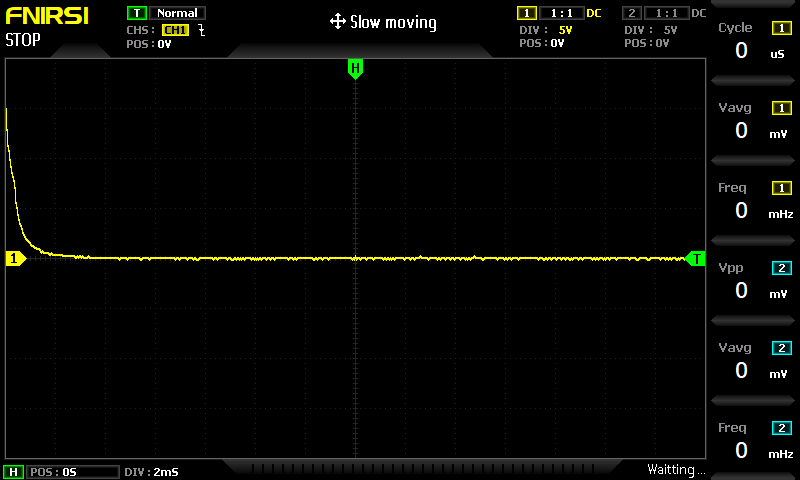 FNIRSI
STOP
T Normal
CHS: CH1
POS: 0V
Slow moving
1 1:1 DC
DIV: 5V
POS: 0V
2 1:1 DC
DIV: 5V
POS: 0V
H
1
T
Cycle 1
0 uS
Vavg 1
0 mV
Freq 1
0 mHz
Vpp 2
0 mV
Vavg 2
0 mV
Freq 2
0 mHz
H POS: 0S DIV: 2mS
Waitting...